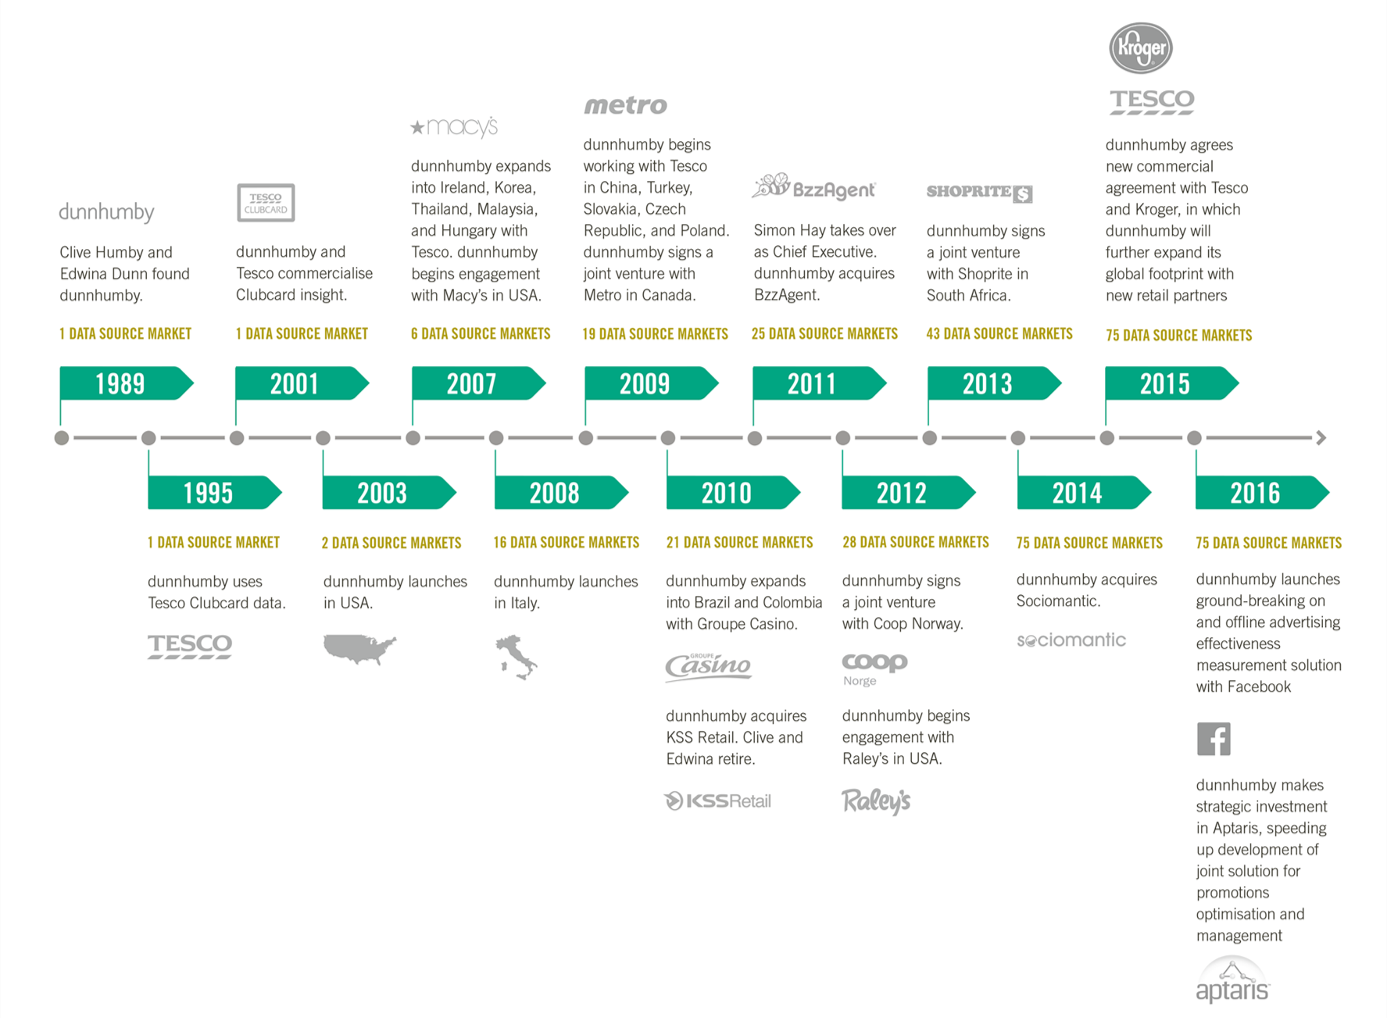 dunnhumby
Clive Humby and
Edwina Dunn found
dunnhumby.
1 DATA SOURCE MARKET
1989
1995
1 DATA SOURCE MARKET
dunnhumby uses
Tesco Clubcard data.
TESCO
TESCO
CLUBCARD
dunnhumby and
Tesco commercialise
Clubcard insight.
1 DATA SOURCE MARKET
2001
2003
2 DATA SOURCE MARKETS
dunnhumby launches
in USA.
macy's
dunnhumby expands
into Ireland, Korea,
Thailand, Malaysia,
and Hungary with
Tesco. dunnhumby
begins engagement
with Macy's in USA.
6 DATA SOURCE MARKETS
2007
2008
16 DATA SOURCE MARKETS
dunnhumby launches
in Italy.
metro
dunnhumby begins
working with Tesco
in China, Turkey,
Slovakia, Czech
Republic, and Poland.
dunnhumby signs a
joint venture with
Metro in Canada.
19 DATA SOURCE MARKETS
2009
2010
21 DATA SOURCE MARKETS
dunnhumby expands
into Brazil and Colombia
with Groupe Casino.
GROUPE
Casino
dunnhumby acquires
KSS Retail. Clive and
Edwina retire.
KSSRetail
BzzAgent
Simon Hay takes over
as Chief Executive.
dunnhumby acquires
BzzAgent.
25 DATA SOURCE MARKETS
2011
2012
28 DATA SOURCE MARKETS
dunnhumby signs
a joint venture
with Coop Norway.
coop
Norge
dunnhumby begins
engagement with
Raley's in USA.
Raley's
SHOPRITE $
dunnhumby signs
a joint venture
with Shoprite in
South Africa.
43 DATA SOURCE MARKETS
2013
2014
75 DATA SOURCE MARKETS
dunnhumby acquires
Sociomantic.
sociomantic
Kroger
TESCO
dunnhumby agrees
new commercial
agreement with Tesco
and Kroger, in which
dunnhumby will
further expand its
global footprint with
new retail partners
75 DATA SOURCE MARKETS
2015
2016
75 DATA SOURCE MARKETS
dunnhumby launches
ground-breaking on
and offline advertising
effectiveness
measurement solution
with Facebook
f
dunnhumby makes
strategic investment
in Aptaris, speeding
up development of
joint solution for
promotions
optimisation and
management
aptaris